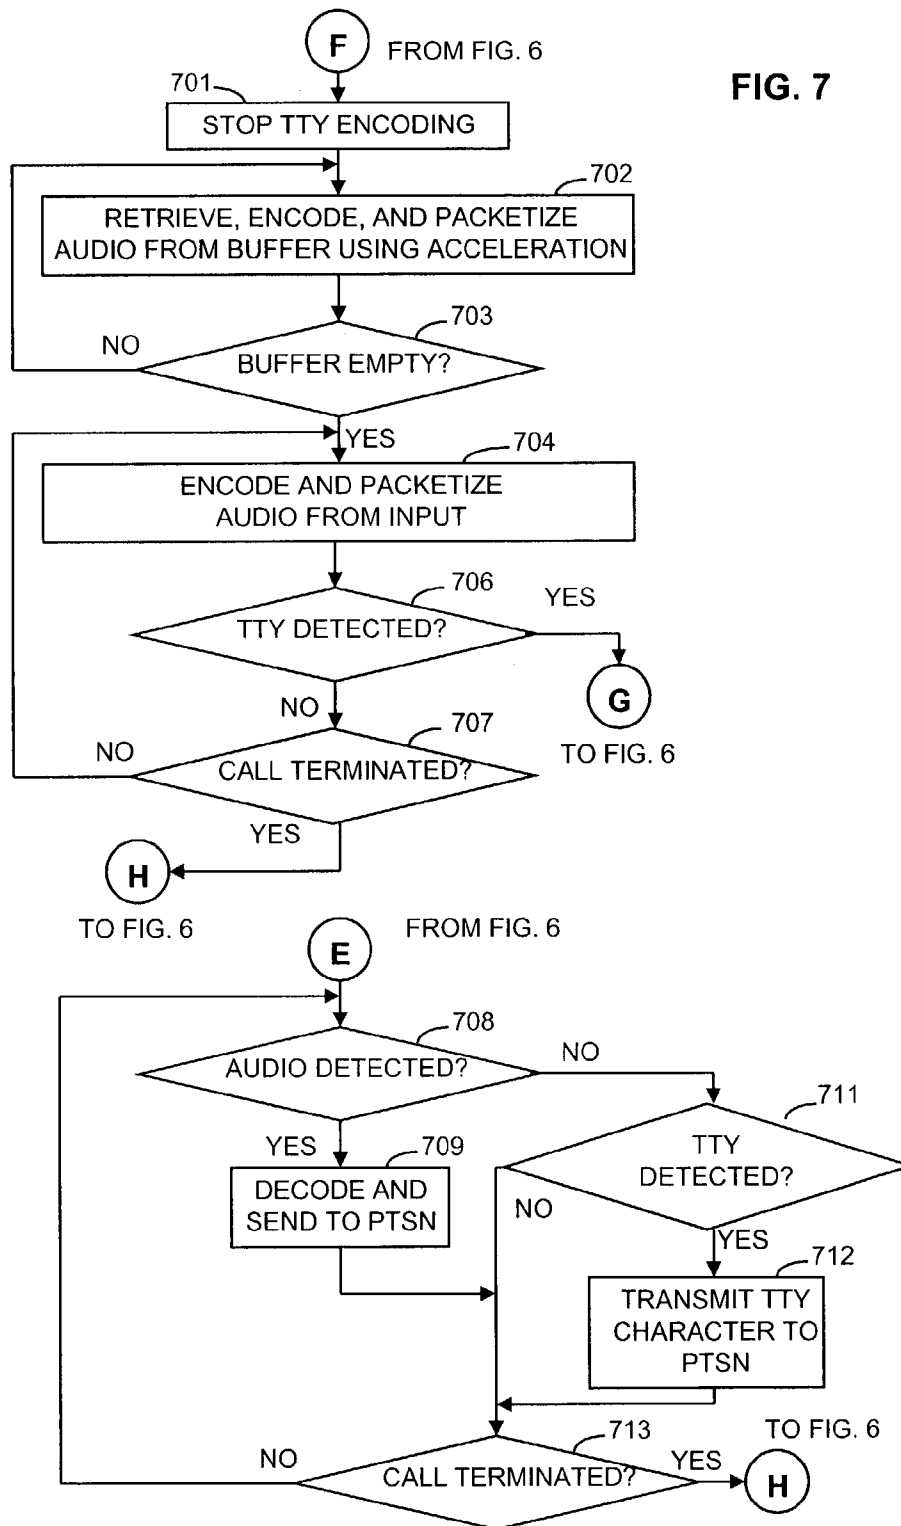 F
FROM FIG. 6
FIG. 7
701
STOP TTY ENCODING
702
RETRIEVE, ENCODE, AND PACKETIZE
AUDIO FROM BUFFER USING ACCELERATION
703
NO
BUFFER EMPTY?
YES
704
ENCODE AND PACKETIZE
AUDIO FROM INPUT
706
YES
TTY DETECTED?
G
NO
707
NO
TO FIG. 6
CALL TERMINATED?
YES
H
TO FIG. 6
E
FROM FIG. 6
708
NO
AUDIO DETECTED?
711
YES
709
TTY
DETECTED?
DECODE AND
SEND TO PTSN
NO
YES
712
TRANSMIT TTY
CHARACTER TO
PTSN
713
TO FIG. 6
NO
YES
CALL TERMINATED?
H